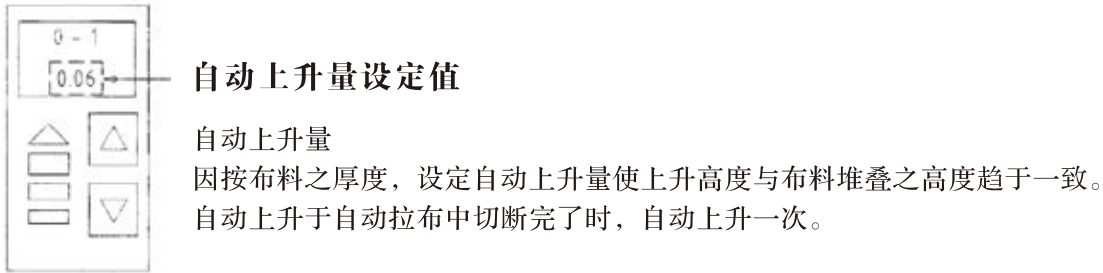 0-1
0.06
自动上升量设定值
自动上升量
因按布料之厚度，设定自动上升量使上升高度与布料堆叠之高度趋于一致。
自动上升于自动拉布中切断完了时，自动上升一次。